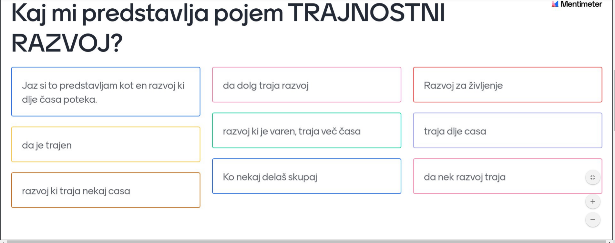 Mentimeter
Kaj mi predstavlja pojem TRAJNOSTNI
RAZVOJ?
Jaz si to predstavljam kot en razvoj ki
dlje časa poteka.
da je trajen
razvoj ki traja nekaj casa
da dolg traja razvoj
razvoj ki je varen, traja več časa
Ko nekaj delaš skupaj
Razvoj za življenje
traja dlje casa
da nek razvoj traja